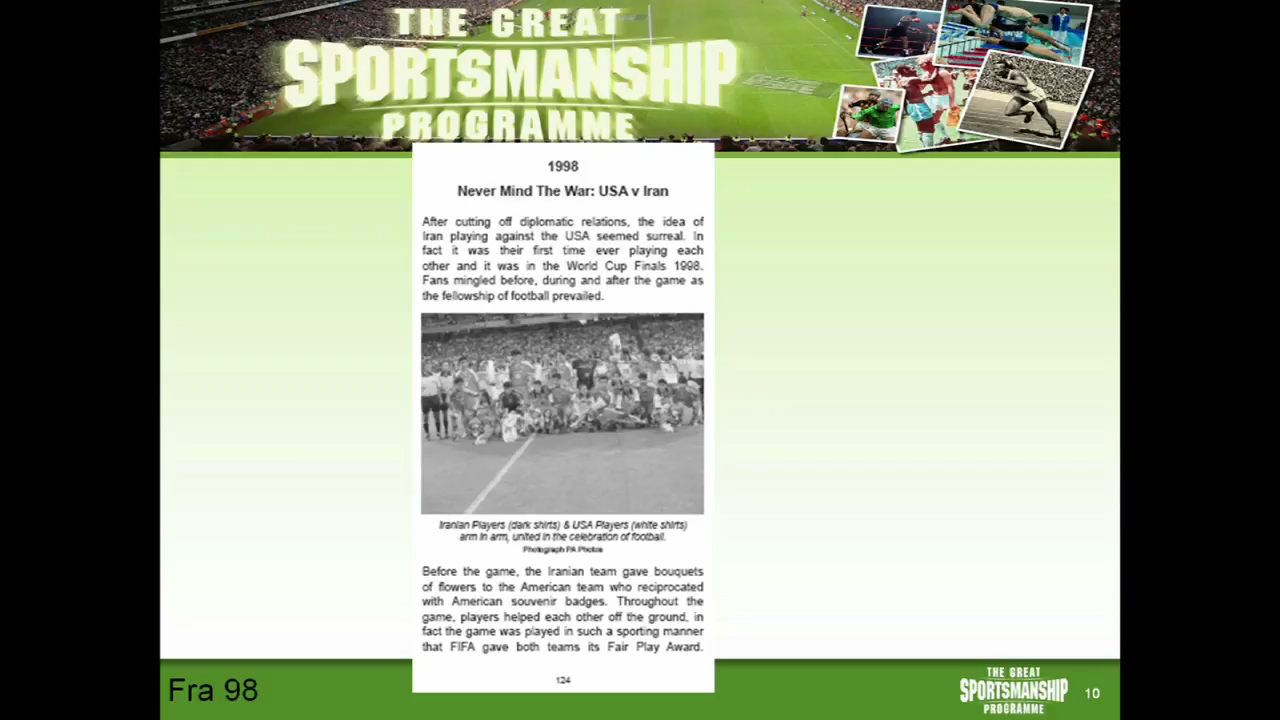 THE GREAT
SPORTSMANSHIP
PROGRAMME
1998
Never Mind The War: USA v Iran
After cutting off diplomatic relations, the idea of
Iran playing against the USA seemed surreal. In
fact it was their first time ever playing each
other and it was in the World Cup Finals 1998.
Fans mingled before, during and after the game as
the fellowship of football prevailed.
Iranian Players (dark shirts) & USA Players (white shirts)
arm in arm, united in the celebration of football.
Photograph PA Photos
Before the game, the Iranian team gave bouquets
of flowers to the American team who reciprocated
with American souvenir badges. Throughout the
game, players helped each other off the ground, in
fact the game was played in such a sporting manner
that FIFA gave both teams its Fair Play Award.
124
Fra 98
THE GREAT
SPORTSMANSHIP
PROGRAMME
10